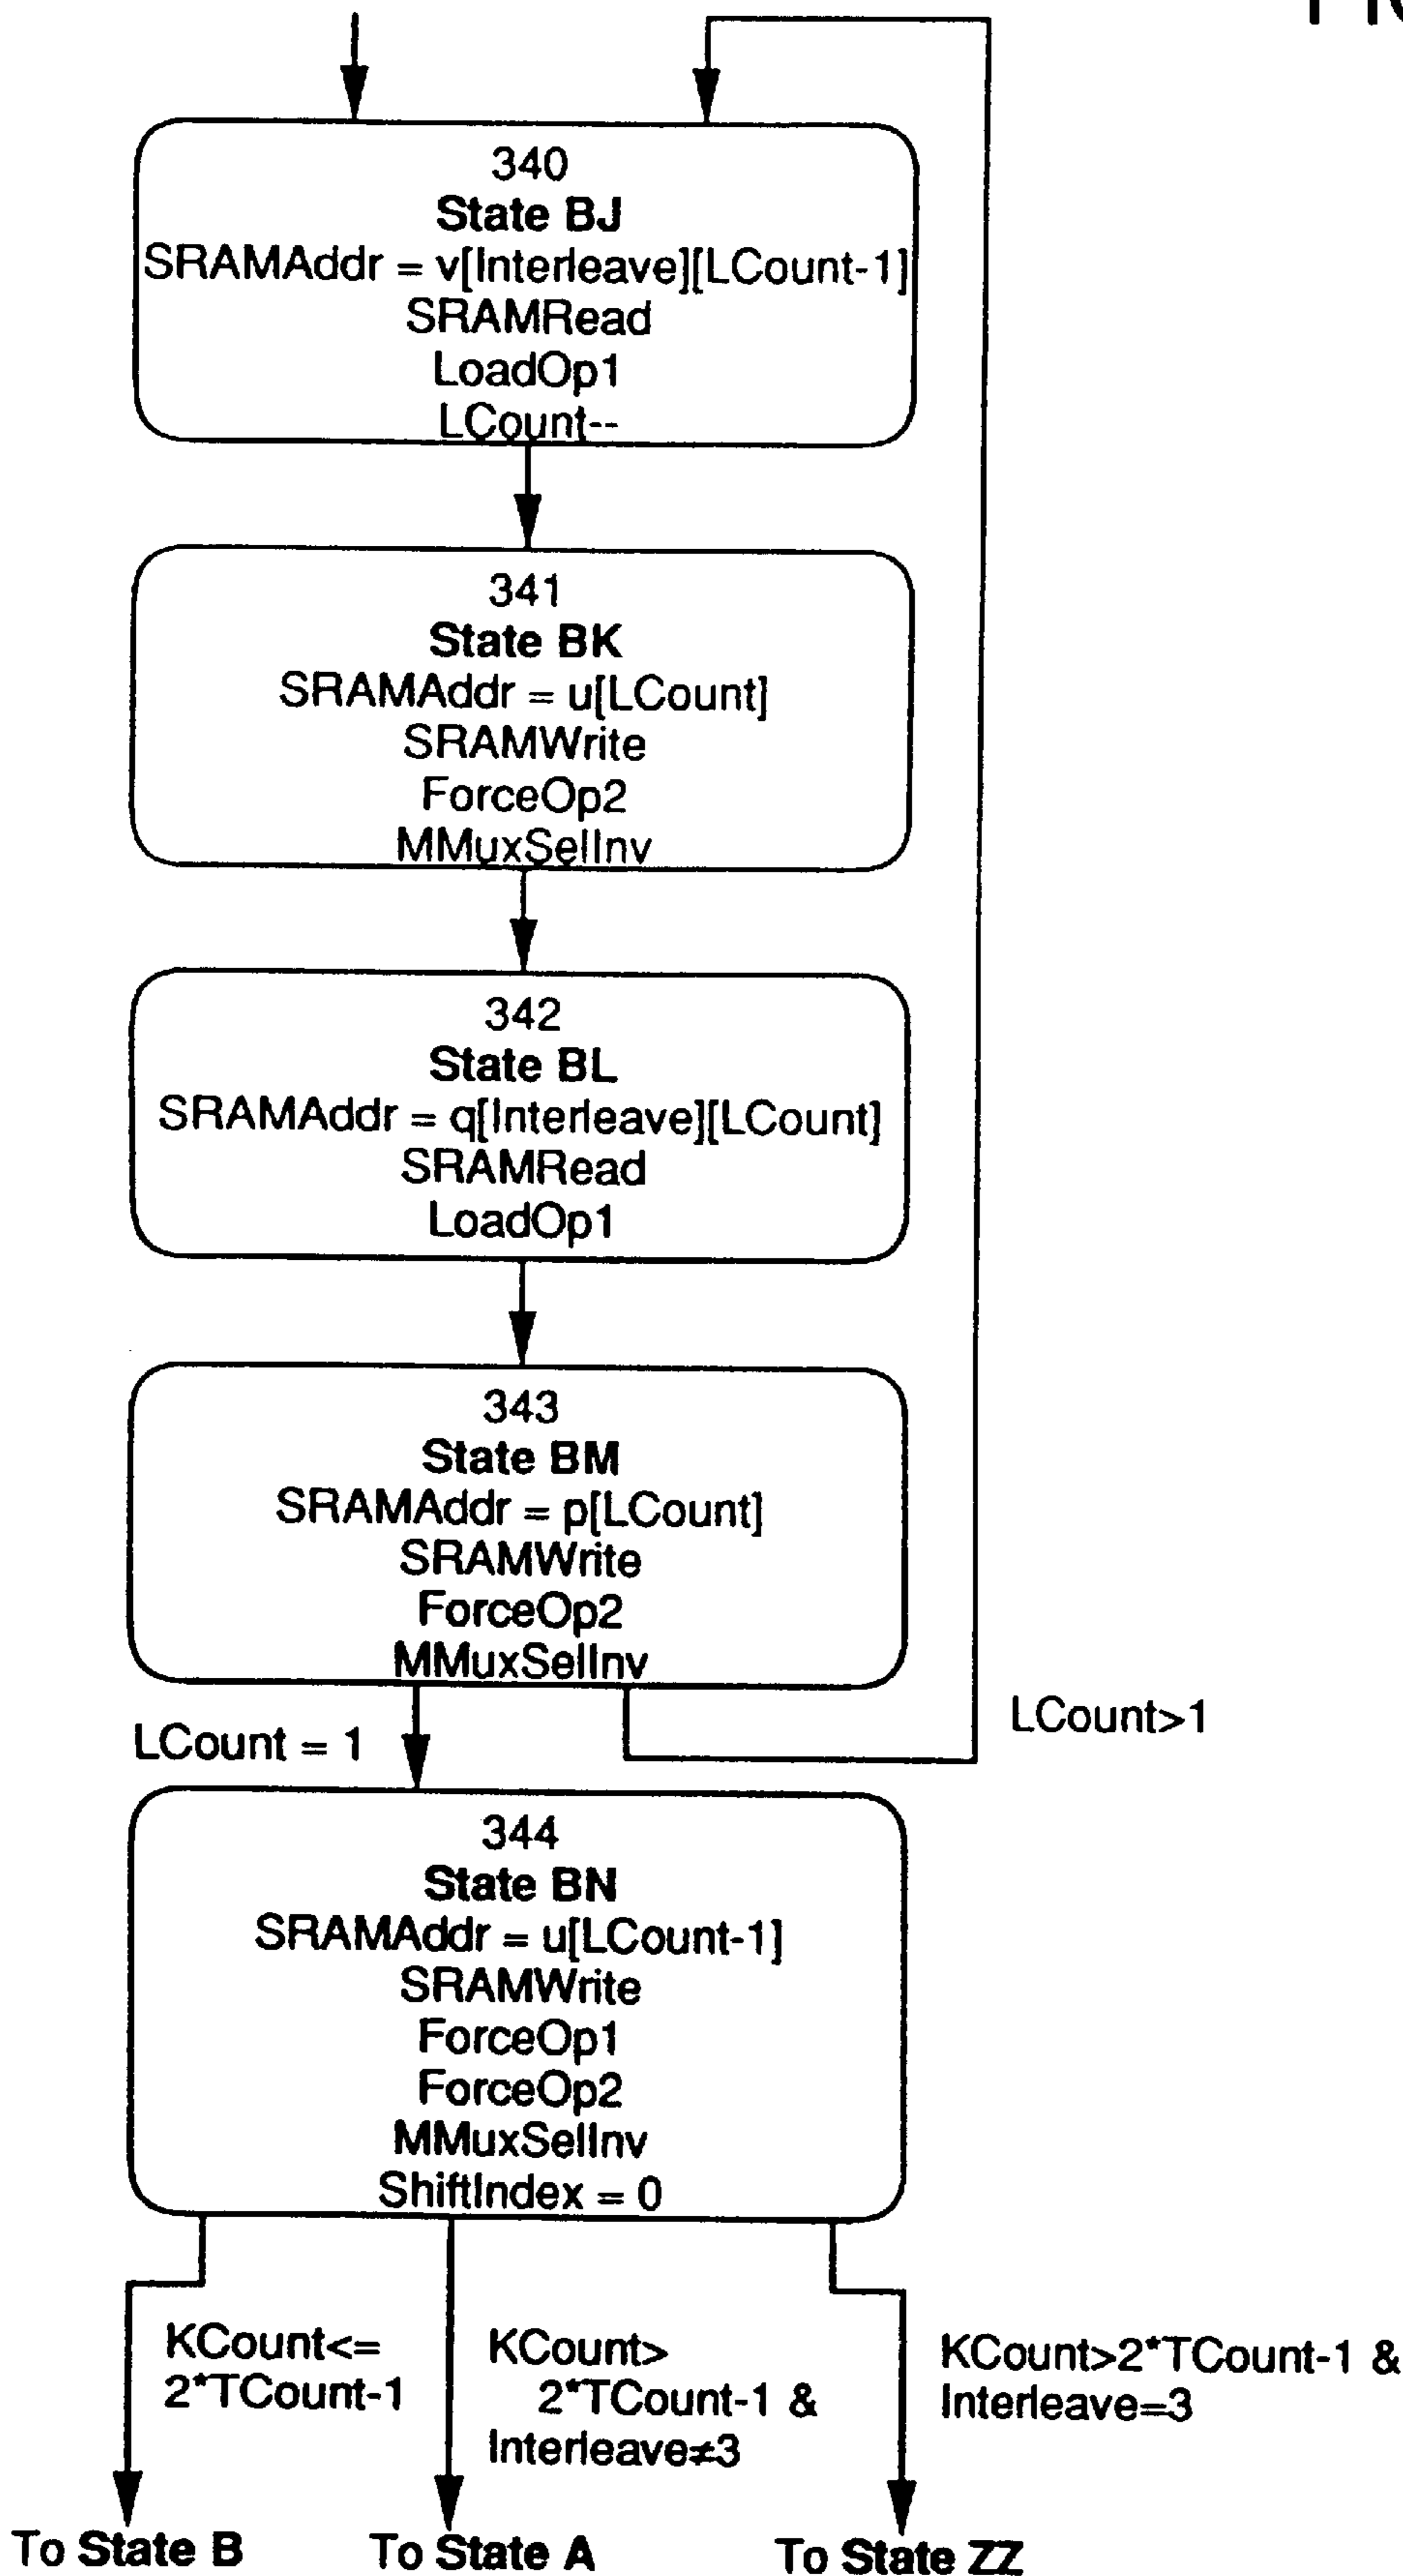 340
State BJ
SRAMAddr = v[Interleave][LCount-1]
SRAMRead
LoadOp1
LCount--
341
State BK
SRAMAddr = u[LCount]
SRAMWrite
ForceOp2
MMuxSelInv
342
State BL
SRAMAddr = q[Interleave][LCount]
SRAMRead
LoadOp1
343
State BM
SRAMAddr = p[LCount]
SRAMWrite
ForceOp2
MMuxSelInv
LCount = 1
LCount>1
344
State BN
SRAMAddr = u[LCount-1]
SRAMWrite
ForceOp1
ForceOp2
MMuxSelInv
ShiftIndex = 0
KCount<=
2*TCount-1
KCount>
2*TCount-1 &
Interleave≠3
KCount>2*TCount-1 &
Interleave=3
To State B
To State A
To State ZZ